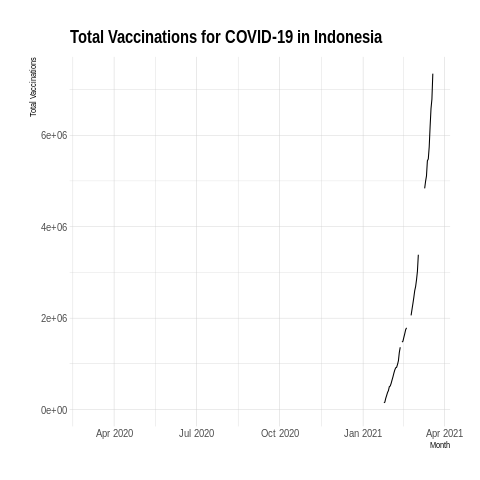 Total Vaccinations for COVID-19 in Indonesia
Total Vaccinations
6e+06
4e+06
2e+06
0e+00
Apr 2020 Jul 2020 Oct 2020 Jan 2021 Apr 2021
Month